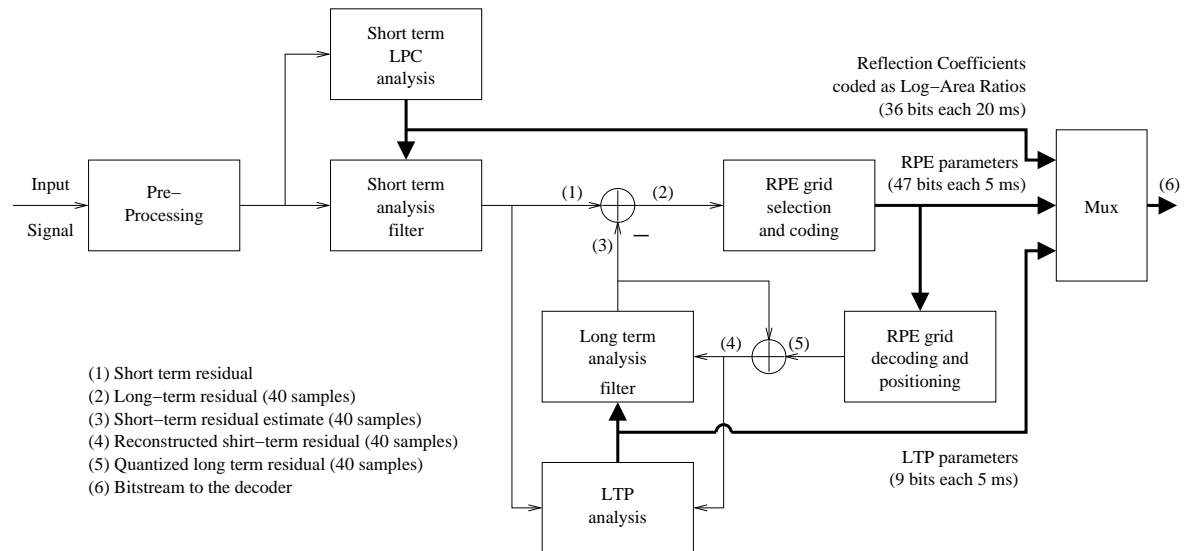 Short term
LPC
analysis
Reflection Coefficients
coded as Log−Area Ratios
(36 bits each 20 ms)
Input
Signal
Pre−
Processing
Short term
analysis
filter
(1)
(2)
(3)
−
RPE grid
selection
and coding
RPE parameters
(47 bits each 5 ms)
Mux
(6)
Long term
analysis
filter
(4)
(5)
RPE grid
decoding and
positioning
(1) Short term residual
(2) Long−term residual (40 samples)
(3) Short−term residual estimate (40 samples)
(4) Reconstructed shirt−term residual (40 samples)
(5) Quantized long term residual (40 samples)
(6) Bitstream to the decoder
LTP
analysis
LTP parameters
(9 bits each 5 ms)